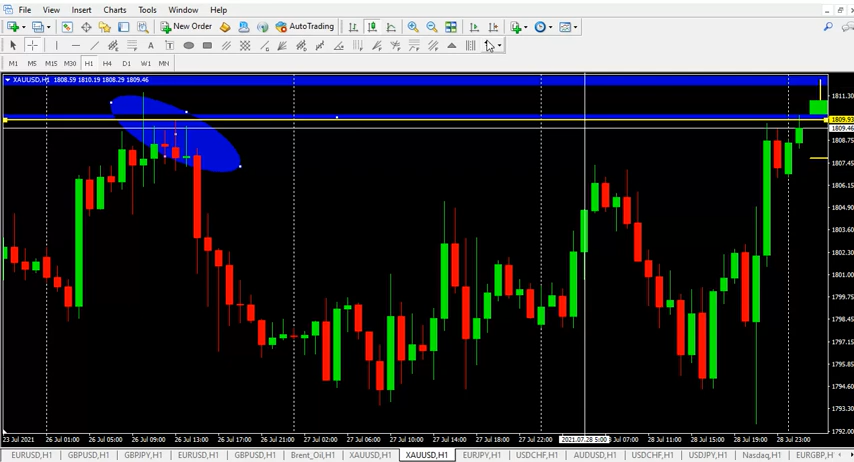 File View Insert Charts Tools Window Help
New Order AutoTrading
A T
M1 M5 M15 M30 H1 H4 D1 W1 MN
XAUUSD,H1 1808.59 1810.19 1808.29 1809.46
1811.30
1809.93
1809.46
1808.75
1807.45
1806.15
1804.90
1803.60
1802.30
1801.00
1799.75
1798.45
1797.15
1795.85
1794.60
1793.30
1792.00
23 Jul 2021 26 Jul 01:00 26 Jul 05:00 26 Jul 09:00 26 Jul 13:00 26 Jul 17:00 26 Jul 21:00 27 Jul 02:00 27 Jul 06:00 27 Jul 10:00 27 Jul 14:00 27 Jul 18:00 27 Jul 22:00 2021.07.28 5:00 Jul 07:00 28 Jul 11:00 28 Jul 15:00 28 Jul 19:00 28 Jul 23:00
EURUSD,H1 GBPUSD,H1 GBPJPY,H1 EURUSD,H1 GBPUSD,H1 Brent_Oil,H1 XAUUSD,H1 XAUUSD,H1 EURJPY,H1 USDCHF,H1 AUDUSD,H1 USDCHF,H1 USDJPY,H1 Nasdaq,H1 EURGBP,H